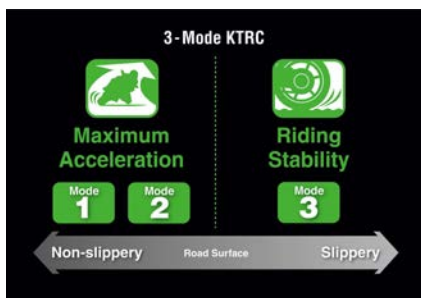 3-Mode KTRC
Maximum
Acceleration
Riding
Stability
Mode
1
Mode
2
Mode
3
Non-slippery
Road Surface
Slippery